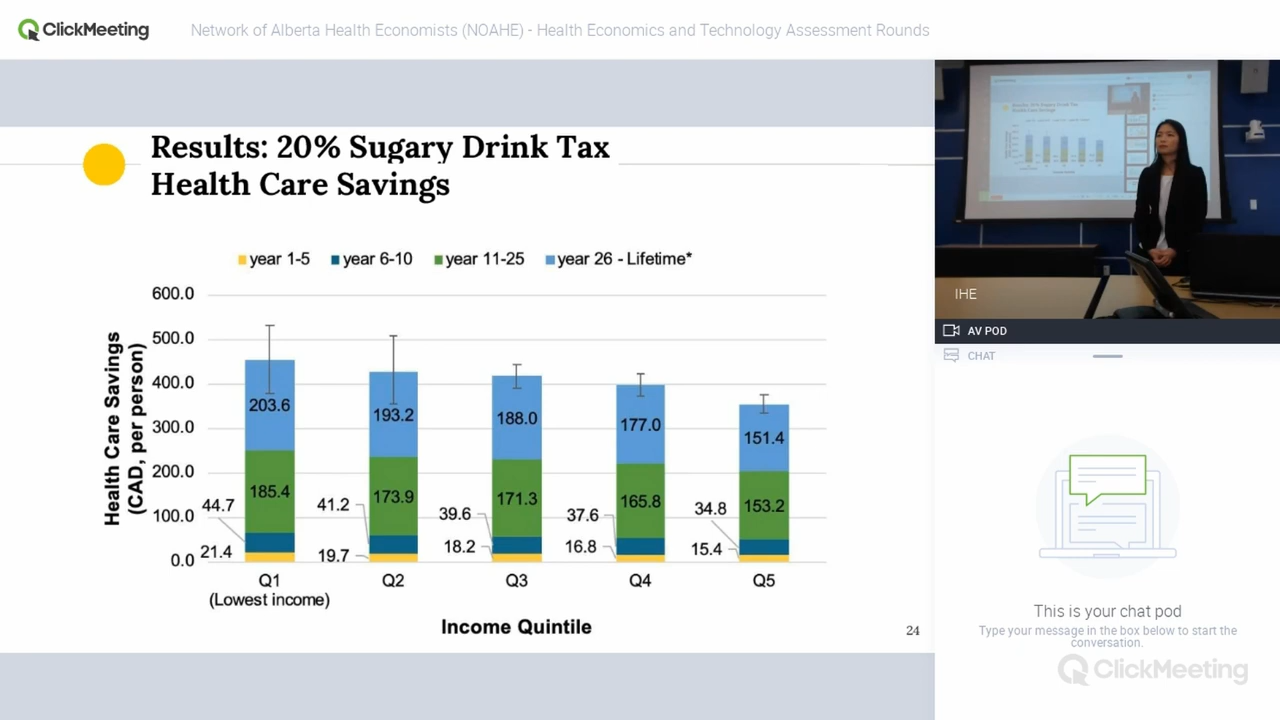 ClickMeeting
Network of Alberta Health Economists (NOAHE) - Health Economics and Technology Assessment Rounds
Results: 20% Sugary Drink Tax
Health Care Savings
year 1-5 year 6-10 year 11-25 year 26 - Lifetime*
Health Care Savings
(CAD, per person)
600.0
500.0
400.0
300.0
200.0
100.0
0.0
203.6
185.4
44.7
21.4
193.2
173.9
41.2
19.7
188.0
171.3
39.6
18.2
177.0
165.8
37.6
16.8
151.4
153.2
34.8
15.4
Q1 Q2 Q3 Q4 Q5
(Lowest income)
Income Quintile
24
IHE
AV POD
CHAT
This is your chat pod
Type your message in the box below to start the
conversation.
ClickMeeting